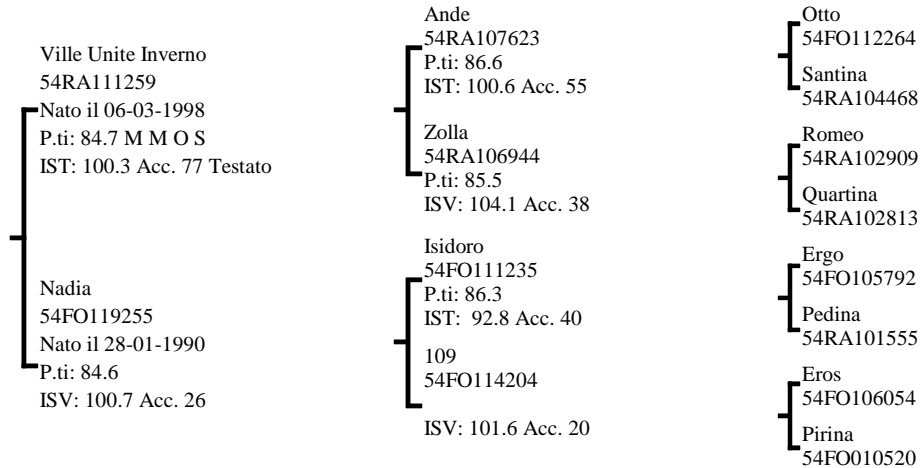 Ville Unite Inverno
54RA111259
Nato il 06-03-1998
P.ti: 84.7 M M O S
IST: 100.3 Acc. 77 Testato
Nadia
54FO119255
Nato il 28-01-1990
P.ti: 84.6
ISV: 100.7 Acc. 26
Ande
54RA107623
P.ti: 86.6
IST: 100.6 Acc. 55
Zolla
54RA106944
P.ti: 85.5
ISV: 104.1 Acc. 38
Isidoro
54FO111235
P.ti: 86.3
IST: 92.8 Acc. 40
109
54FO114204
ISV: 101.6 Acc. 20
Otto
54FO112264
Santina
54RA104468
Romeo
54RA102909
Quartina
54RA102813
Ergo
54FO105792
Pedina
54RA101555
Eros
54FO106054
Pirina
54FO010520